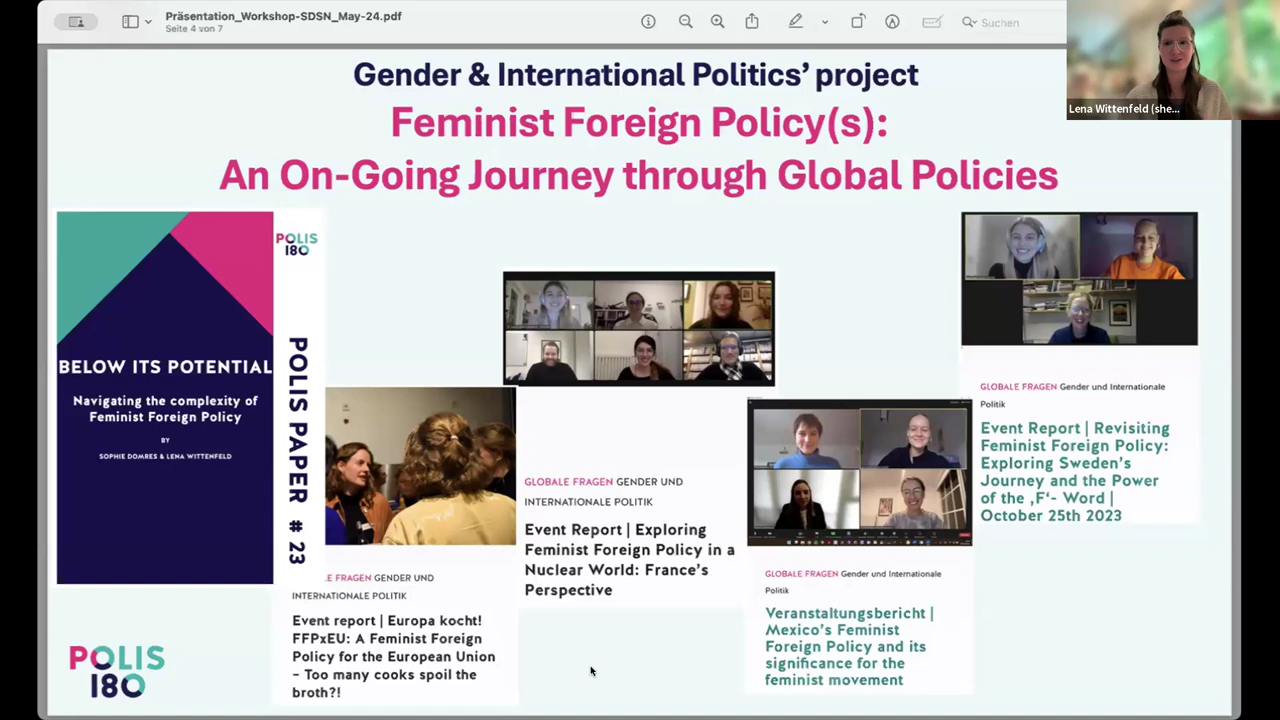 Präsentation_Workshop-SDSN_May-24.pdf
Seite 4 von 7
Suchen
Lena Wittenfeld (she...
Gender & International Politics’ project
Feminist Foreign Policy(s):
An On-Going Journey through Global Policies
BELOW ITS POTENTIAL
Navigating the complexity of
Feminist Foreign Policy
BY
SOPHIE DOMRES & LENA WITTENFELD
POLIS
180
POLIS PAPER # 23
LE FRAGEN GENDER UND
INTERNATIONALE POLITIK
Event report | Europa kocht!
FFPxEU: A Feminist Foreign
Policy for the European Union
– Too many cooks spoil the
broth?!
GLOBALE FRAGEN GENDER UND
INTERNATIONALE POLITIK
Event Report | Exploring
Feminist Foreign Policy in a
Nuclear World: France’s
Perspective
GLOBALE FRAGEN Gender und Internationale
Politik
Veranstaltungsbericht |
Mexico’s Feminist
Foreign Policy and its
significance for the
feminist movement
GLOBALE FRAGEN Gender und Internationale
Politik
Event Report | Revisiting
Feminist Foreign Policy:
Exploring Sweden’s
Journey and the Power
of the ‚F‘- Word |
October 25th 2023
POLIS
180